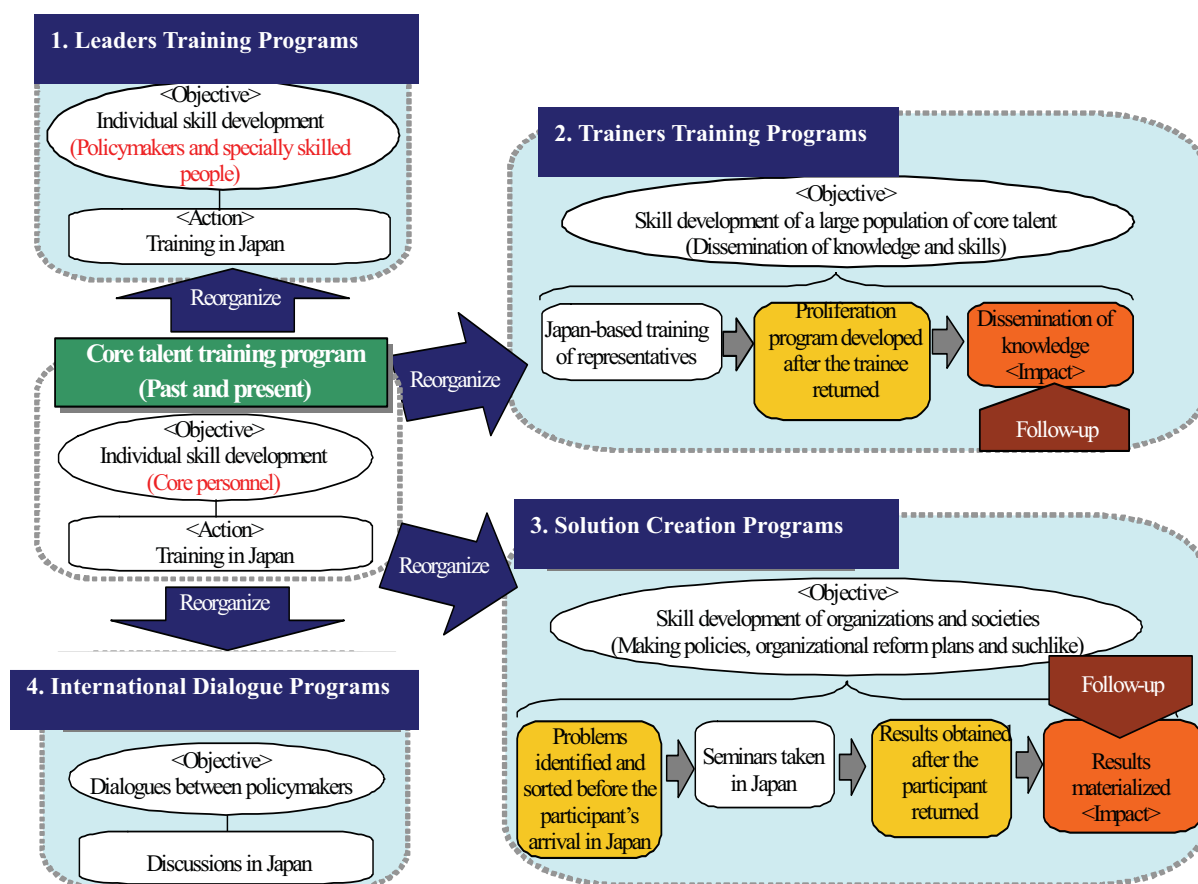 1. Leaders Training Programs
<Objective>
Individual skill development
(Policymakers and specially skilled
people)
<Action>
Training in Japan
Reorganize
Core talent training program
(Past and present)
<Objective>
Individual skill development
(Core personnel)
<Action>
Training in Japan
Reorganize
Reorganize
Reorganize
2. Trainers Training Programs
<Objective>
Skill development of a large population of core talent
(Dissemination of knowledge and skills)
Japan-based training
of representatives
Proliferation
program developed
after the trainee
returned
Dissemination of
knowledge
<Impact>
Follow-up
3. Solution Creation Programs
<Objective>
Skill development of organizations and societies
(Making policies, organizational reform plans and suchlike)
Follow-up
Problems
identified and
sorted before the
participant's
arrival in Japan
Seminars taken
in Japan
Results obtained
after the
participant
returned
Results
materialized
<Impact>
4. International Dialogue Programs
<Objective>
Dialogues between policymakers
Discussions in Japan